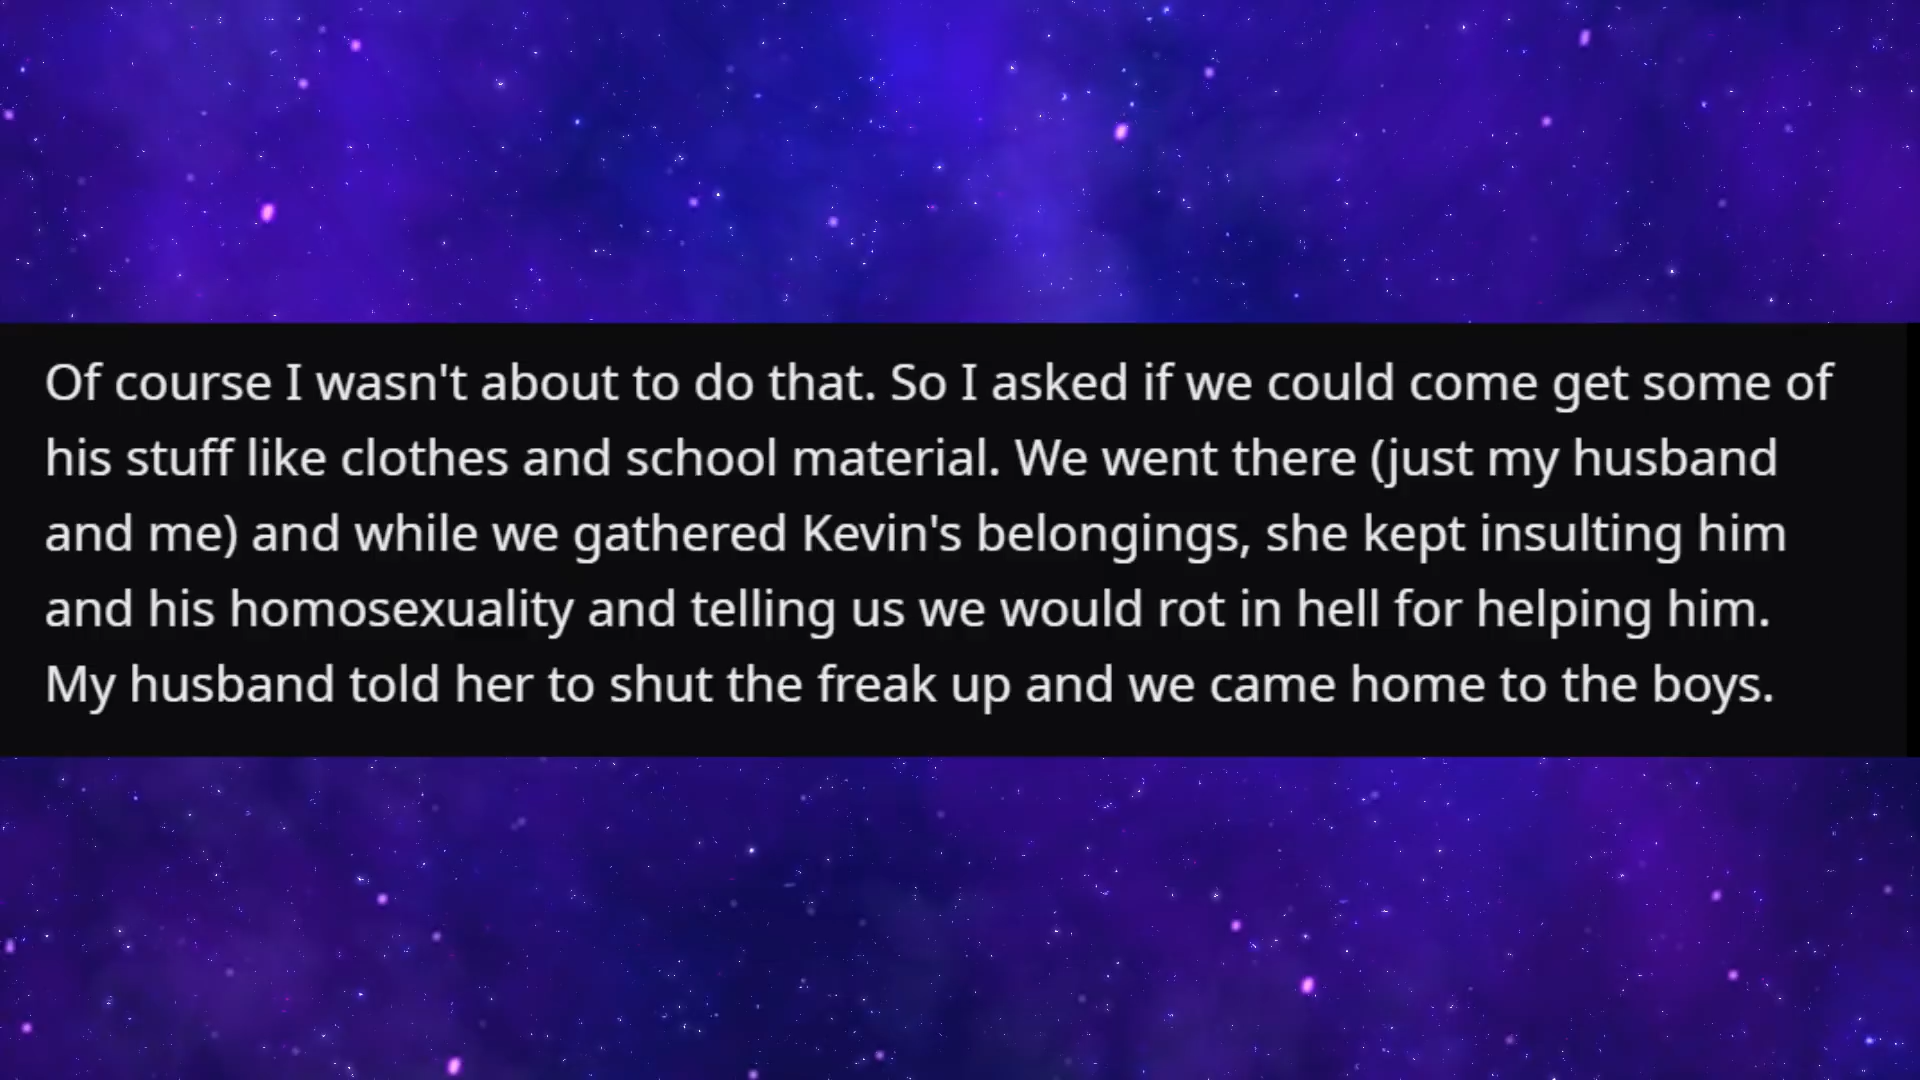 Of course I wasn't about to do that. So I asked if we could come get some of
his stuff like clothes and school material. We went there (just my husband
and me) and while we gathered Kevin's belongings, she kept insulting him
and his homosexuality and telling us we would rot in hell for helping him.
My husband told her to shut the freak up and we came home to the boys.